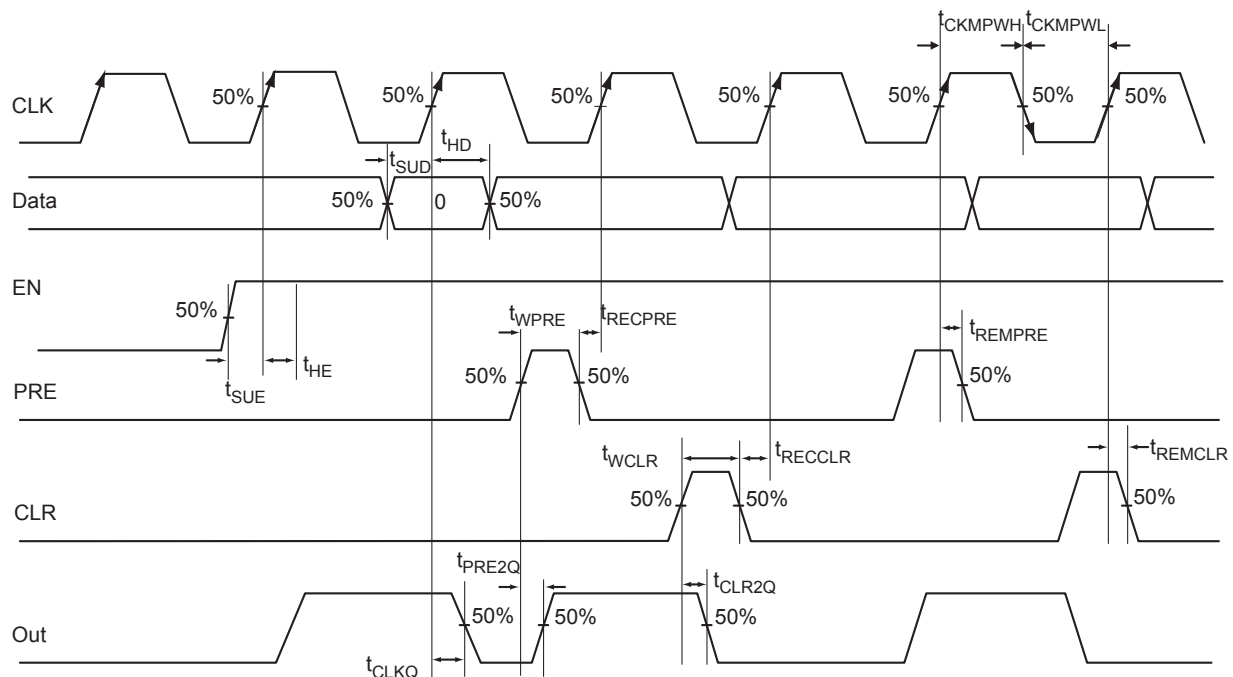 tCKMPWH tCKMPWL
CLK 50% 50% 50% 50% 50% 50% 50%
tSUD tHD
Data 50% 0 50%
EN
50% tWPRE tRECPRE tREMPRE
tSUE tHE
PRE 50% 50% 50%
tWCLR tRECCLR tREMCLR
CLR 50% 50% 50%
tPRE2Q tCLR2Q
Out 50% 50% 50%
tCLKQ